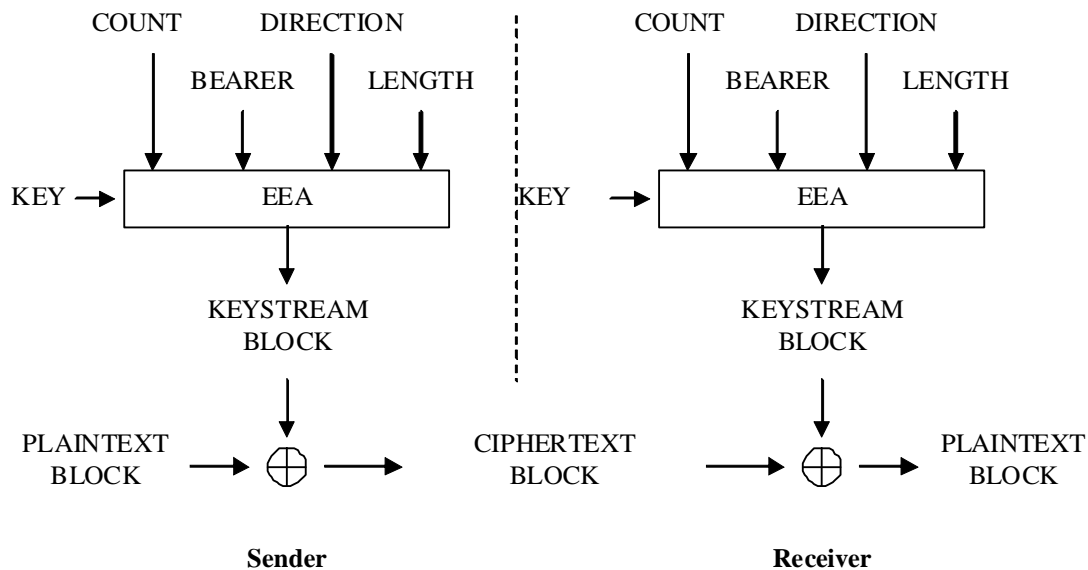 COUNT DIRECTION COUNT DIRECTION
BEARER LENGTH BEARER LENGTH
KEY EEA KEY EEA
KEYSTREAM BLOCK KEYSTREAM BLOCK
PLAINTEXT BLOCK CIPHERTEXT BLOCK PLAINTEXT BLOCK
Sender Receiver